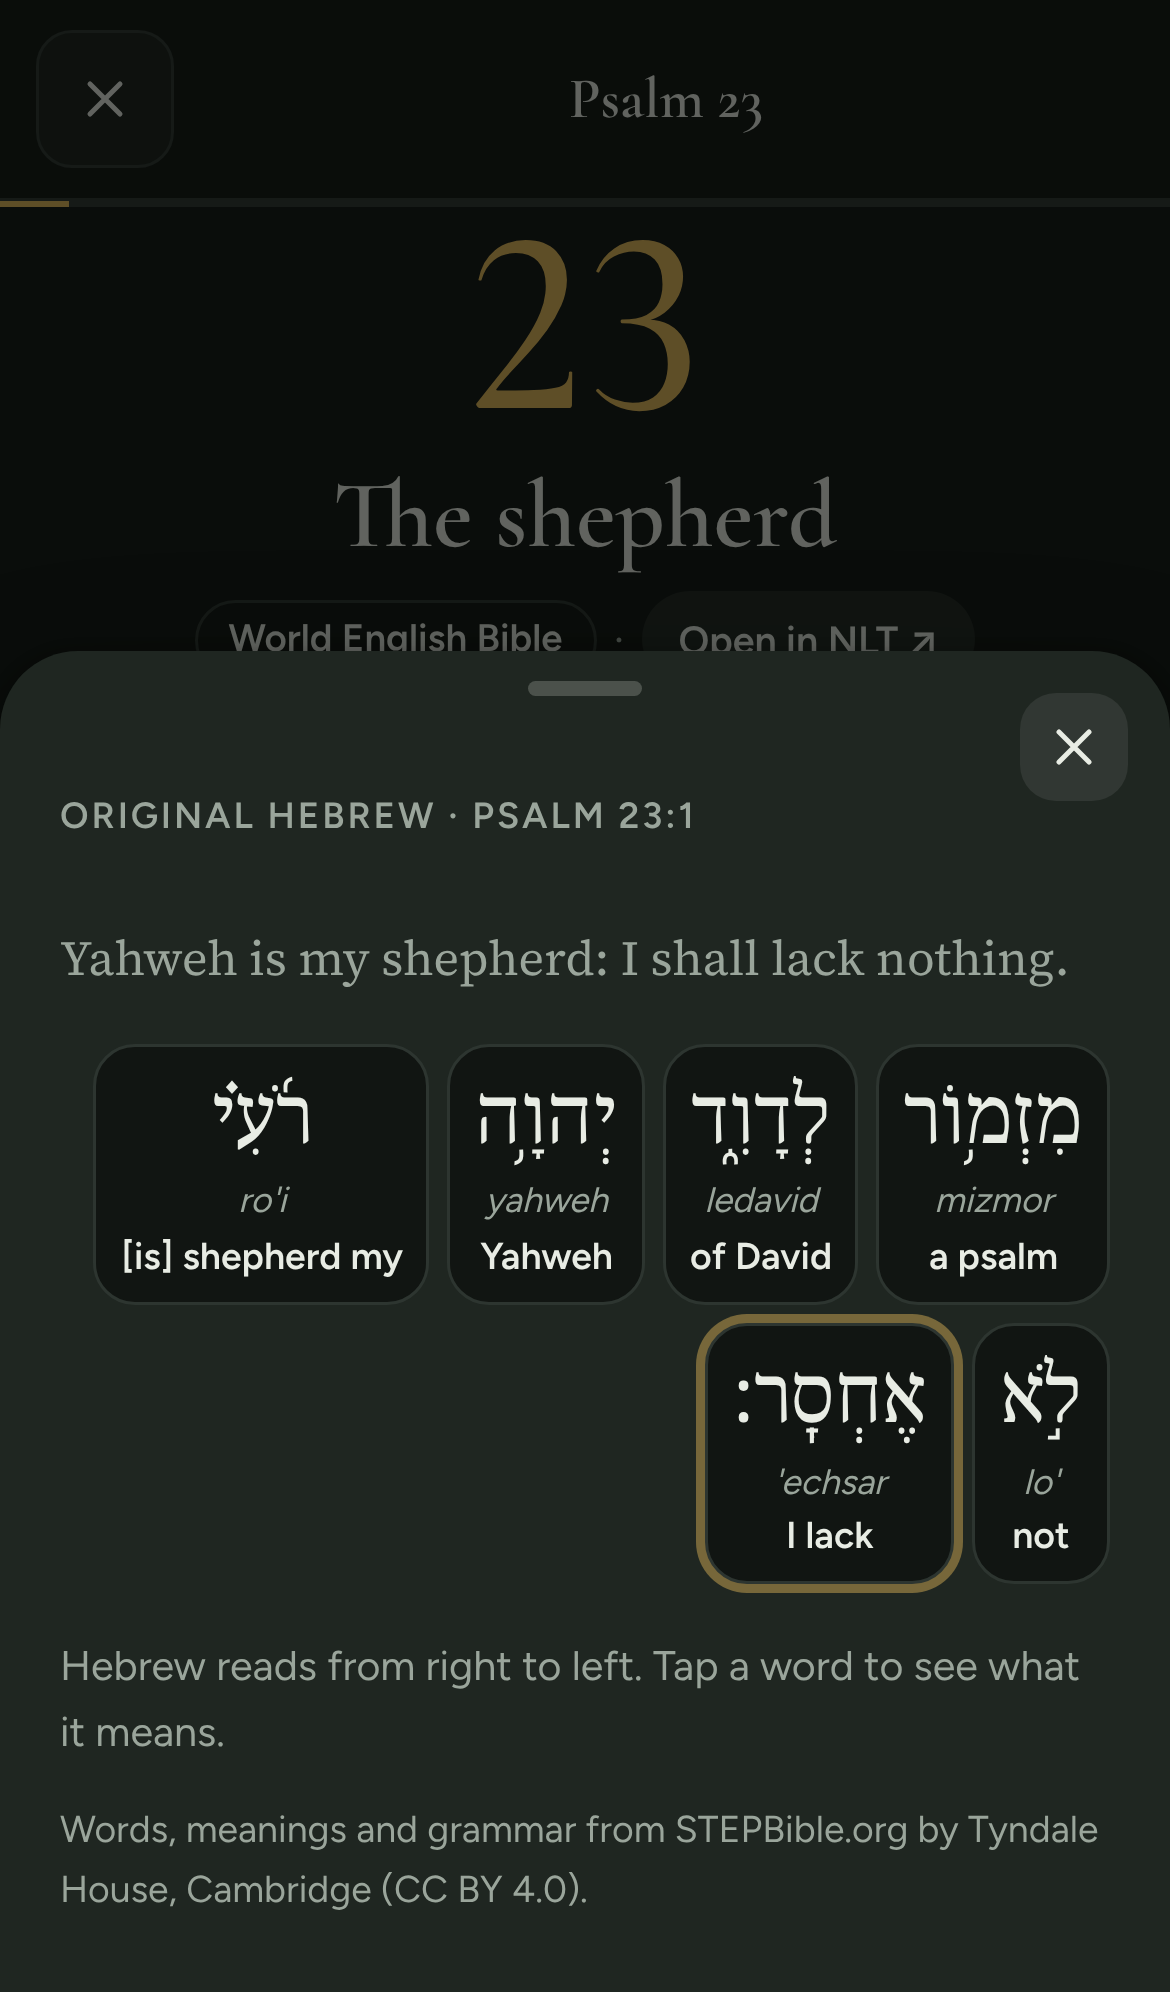 Psalm 23
23
The shepherd
World English Bible · Open in NLT ↗
ORIGINAL HEBREW · PSALM 23:1
Yahweh is my shepherd: I shall lack nothing.
מִזְמ֥וֹר לְדָוִ֑ד יְהוָ֥ה רֹ֝עִ֗י
mizmor ledavid yahweh ro'i
a psalm of David Yahweh [is] shepherd my
לֹ֣א אֶחְסָֽר׃
lo' 'echsar
not I lack
Hebrew reads from right to left. Tap a word to see what
it means.
Words, meanings and grammar from STEPBible.org by Tyndale
House, Cambridge (CC BY 4.0).